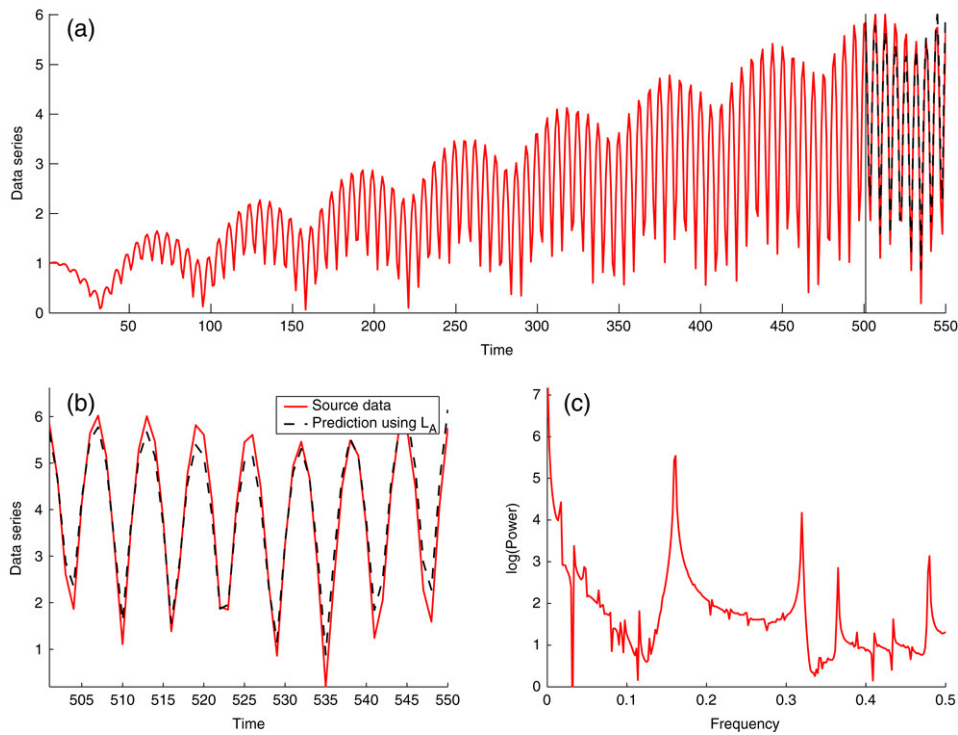 (a)
Data series
6
5
4
3
2
1
0
50 100 150 200 250 300 350 400 450 500 550
Time
(b)
Source data
Prediction using L_A
Data series
6
5
4
3
2
1
505 510 515 520 525 530 535 540 545 550
Time
(c)
log(Power)
7
6
5
4
3
2
1
0
0 0.1 0.2 0.3 0.4 0.5
Frequency